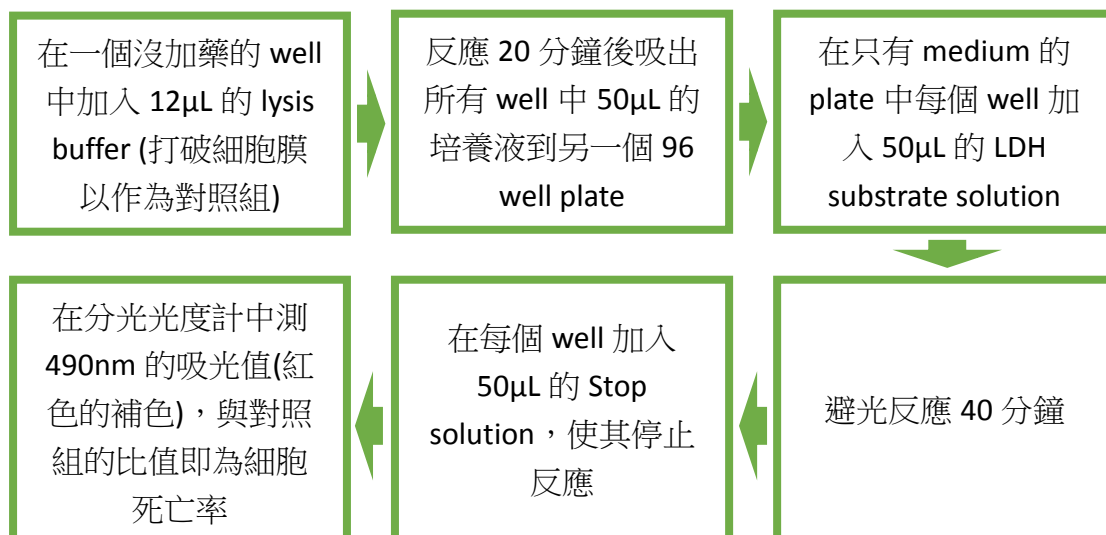 在一個沒加藥的 well
中加入 12μL 的 lysis
buffer (打破細胞膜
以作為對照組)
反應 20 分鐘後吸出
所有 well 中 50μL 的
培養液到另一個 96
well plate
在只有 medium 的
plate 中每個 well 加
入 50μL 的 LDH
substrate solution
避光反應 40 分鐘
在每個 well 加入
50μL 的 Stop
solution，使其停止
反應
在分光光度計中測
490nm 的吸光值(紅
色的補色)，與對照
組的比值即為細胞
死亡率